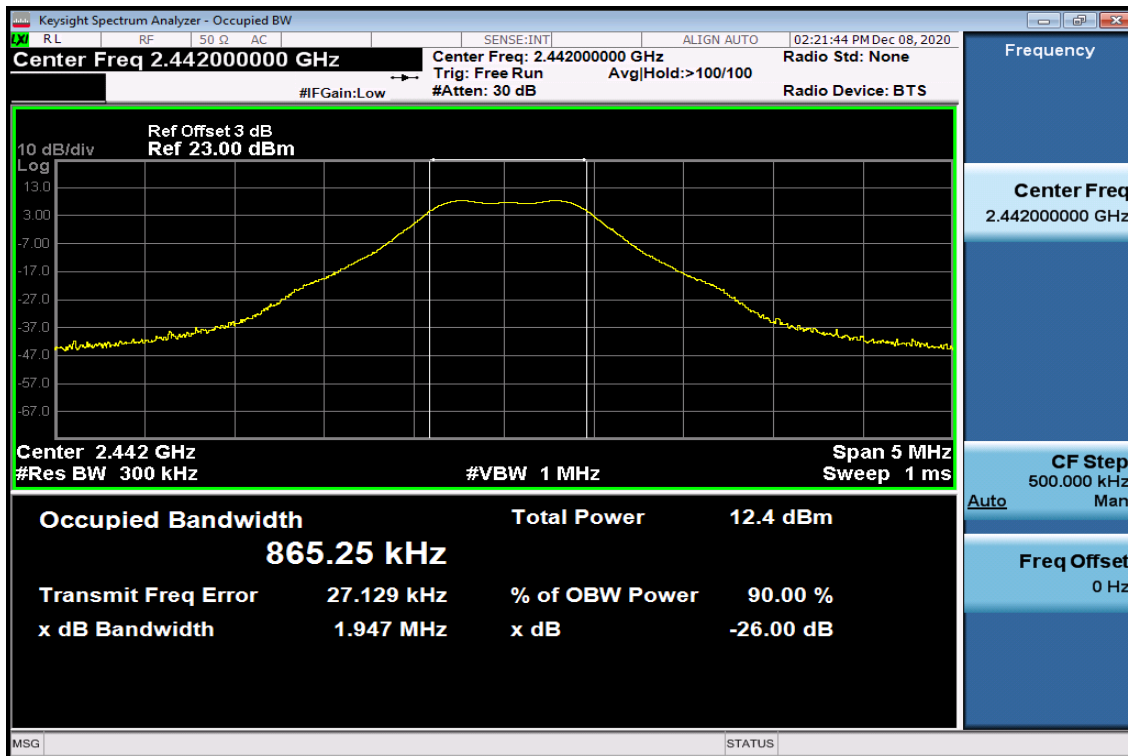 Keysight Spectrum Analyzer - Occupied BW
LXI RL RF 50 Ω AC SENSE:INT ALIGN AUTO 02:21:44 PM Dec 08, 2020
Center Freq 2.442000000 GHz
Center Freq: 2.442000000 GHz Radio Std: None
Trig: Free Run Avg|Hold:>100/100
#IFGain:Low #Atten: 30 dB Radio Device: BTS
Ref Offset 3 dB
10 dB/div Ref 23.00 dBm
Log
13.0
3.00
-7.00
-17.0
-27.0
-37.0
-47.0
-57.0
-67.0
Center 2.442 GHz Span 5 MHz
#Res BW 300 kHz #VBW 1 MHz Sweep 1 ms
Occupied Bandwidth Total Power 12.4 dBm
865.25 kHz
Transmit Freq Error 27.129 kHz % of OBW Power 90.00 %
x dB Bandwidth 1.947 MHz x dB -26.00 dB
MSG STATUS
Frequency
Center Freq
2.442000000 GHz
CF Step
500.000 kHz
Auto Man
Freq Offset
0 Hz